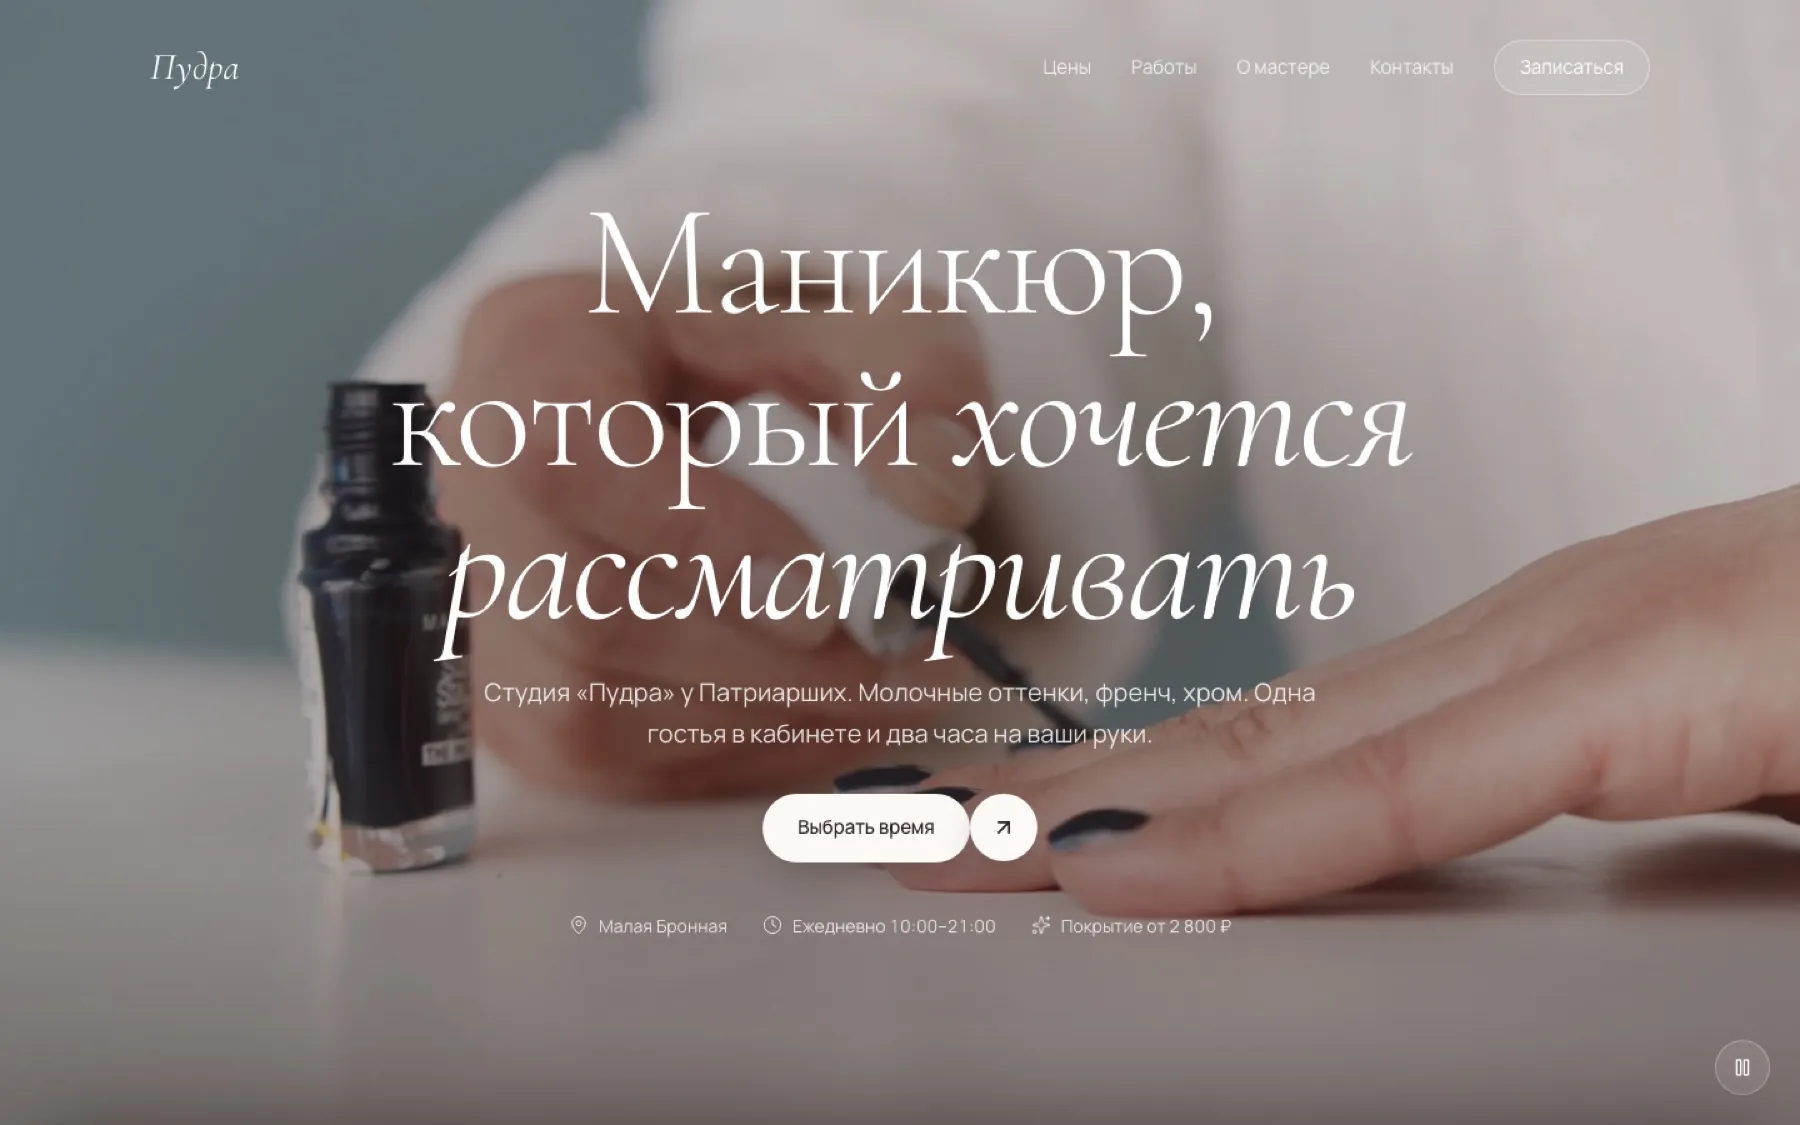 Пудра
Цены
Работы
О мастере
Контакты
Записаться
Маникюр,
который хочется
рассматривать
Студия «Пудра» у Патриарших. Молочные оттенки, френч, хром. Одна
гостья в кабинете и два часа на ваши руки.
Выбрать время
Малая Бронная
Ежедневно 10:00–21:00
Покрытие от 2 800 ₽